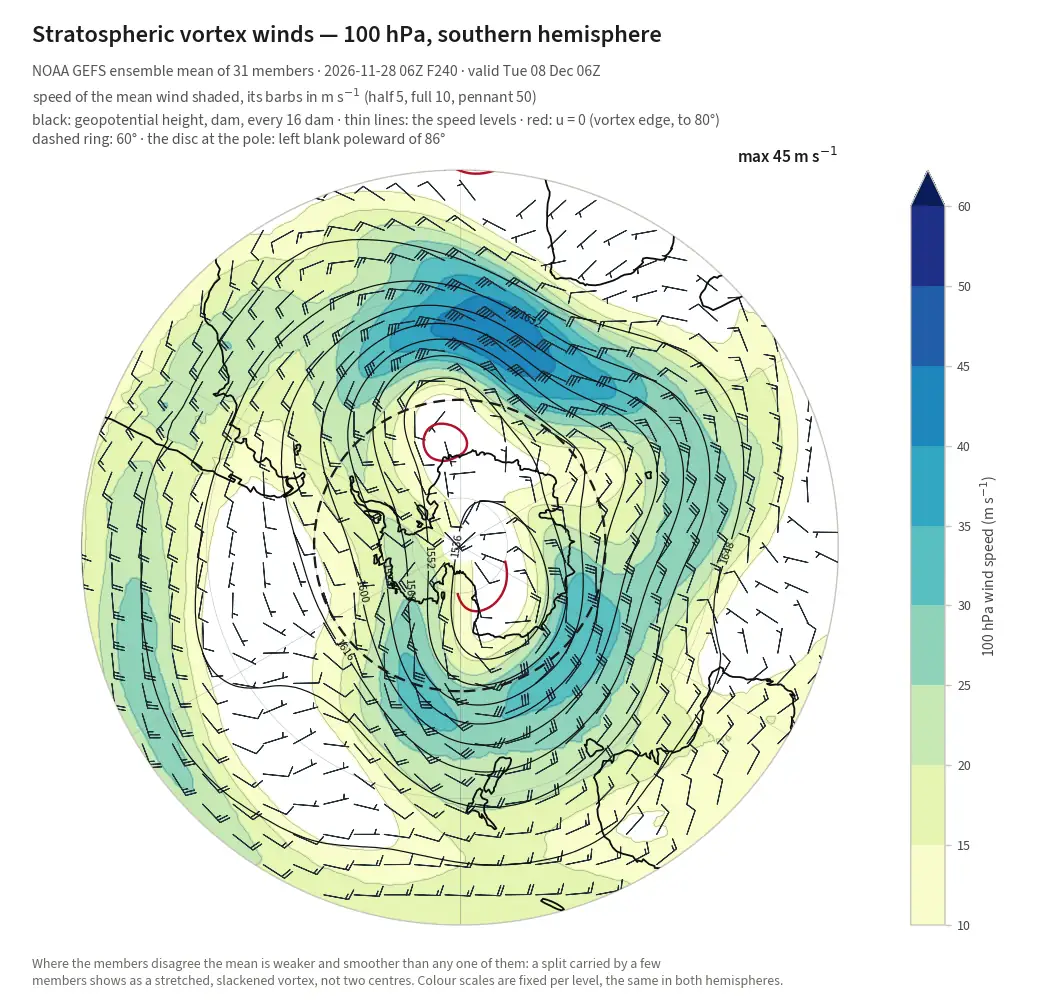 Stratospheric vortex winds — 100 hPa, southern hemisphere
NOAA GEFS ensemble mean of 31 members · 2026-11-28 06Z F240 · valid Tue 08 Dec 06Z
speed of the mean wind shaded, its barbs in m s⁻¹ (half 5, full 10, pennant 50)
black: geopotential height, dam, every 16 dam · thin lines: the speed levels · red: u = 0 (vortex edge, to 80°)
dashed ring: 60° · the disc at the pole: left blank poleward of 86°
max 45 m s⁻¹
60
50
45
40
35
30
25
20
15
10
100 hPa wind speed (m s⁻¹)
1648
1536
1552
1600
1616
Where the members disagree the mean is weaker and smoother than any one of them: a split carried by a few
members shows as a stretched, slackened vortex, not two centres. Colour scales are fixed per level, the same in both hemispheres.